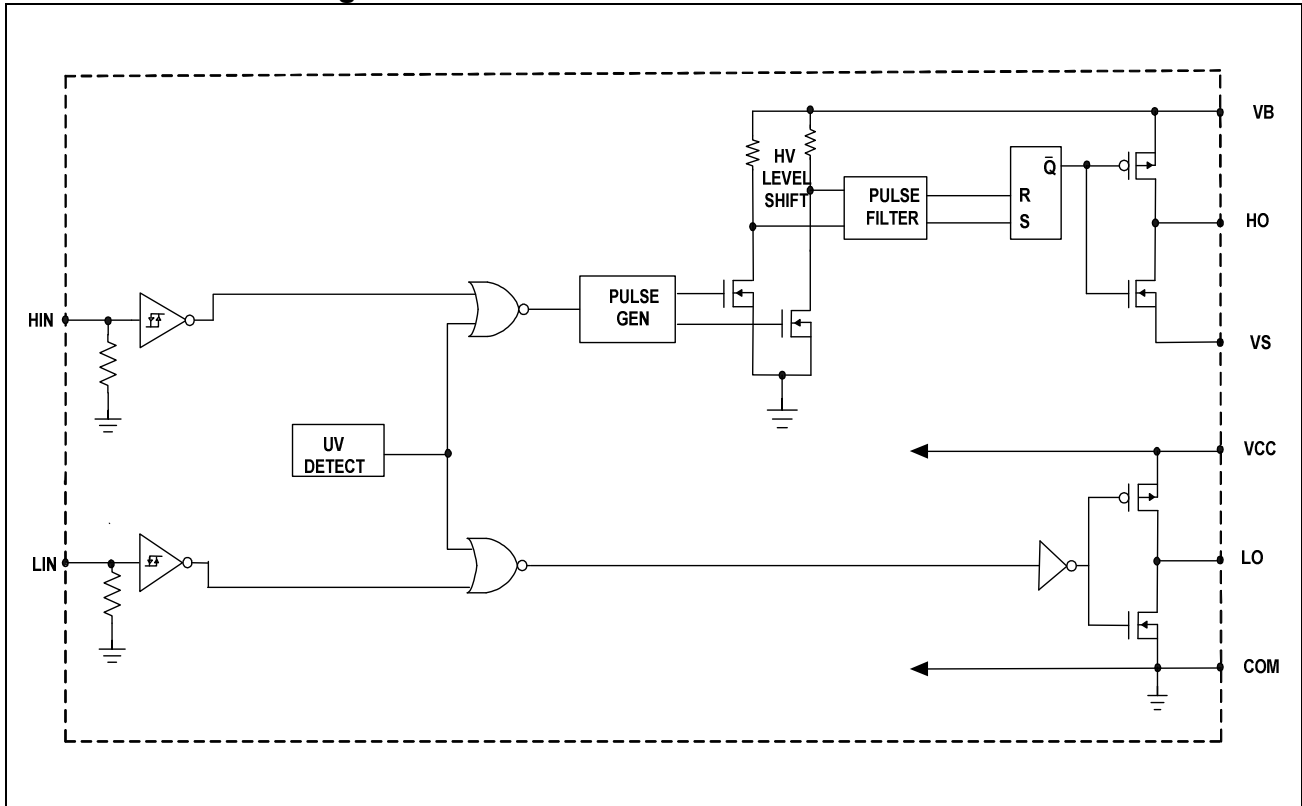 VB
HV
LEVEL
SHIFT
PULSE
FILTER
Q̄
R
S
HO
PULSE
GEN
HIN
VS
UV
DETECT
VCC
LIN
LO
COM